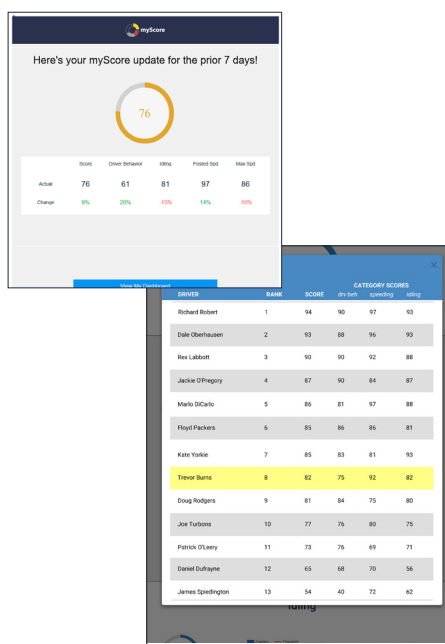 myScore
Here's your myScore update for the prior 7 days!
76
Score Driver Behavior Idling Posted Spd Max Spd
Actual 76 61 81 97 86
Change 9% 20% -13% 14% -10%
View My Dashboard
×
CATEGORY SCORES
DRIVER RANK SCORE drv beh speeding idling
Richard Robert 1 94 90 97 93
Dale Oberhausen 2 93 88 96 93
Rex Labbott 3 90 90 92 88
Jackie O'Pregory 4 87 90 84 87
Marlo DiCarlo 5 86 81 97 88
Floyd Packers 6 85 86 86 81
Kate Yorkie 7 85 83 81 93
Trevor Burns 8 82 75 92 82
Doug Rodgers 9 81 84 75 80
Joe Turbons 10 77 76 80 75
Patrick O'Leery 11 73 76 69 71
Daniel Dufrayne 12 65 68 70 56
James Spiedington 13 54 40 72 62
Idling